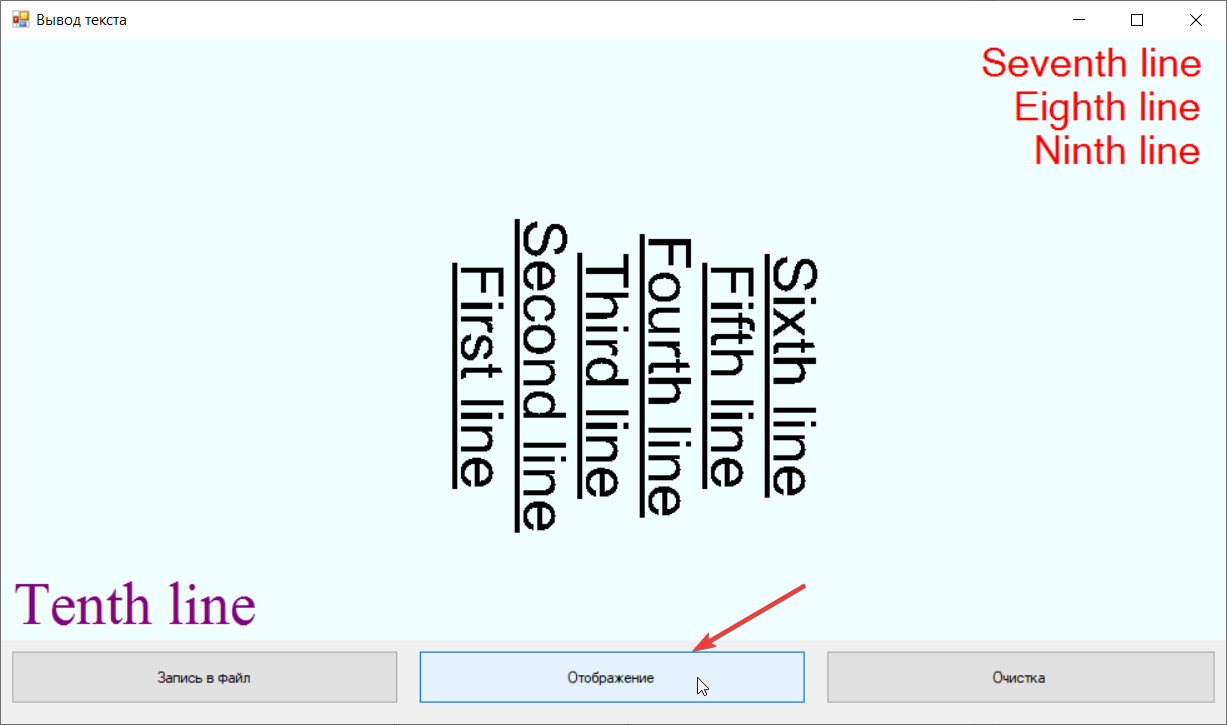 Вывод текста
Seventh line
Eighth line
Ninth line
First line
Second line
Third line
Fourth line
Fifth line
Sixth line
Tenth line
Запись в файл
Отображение
Очистка